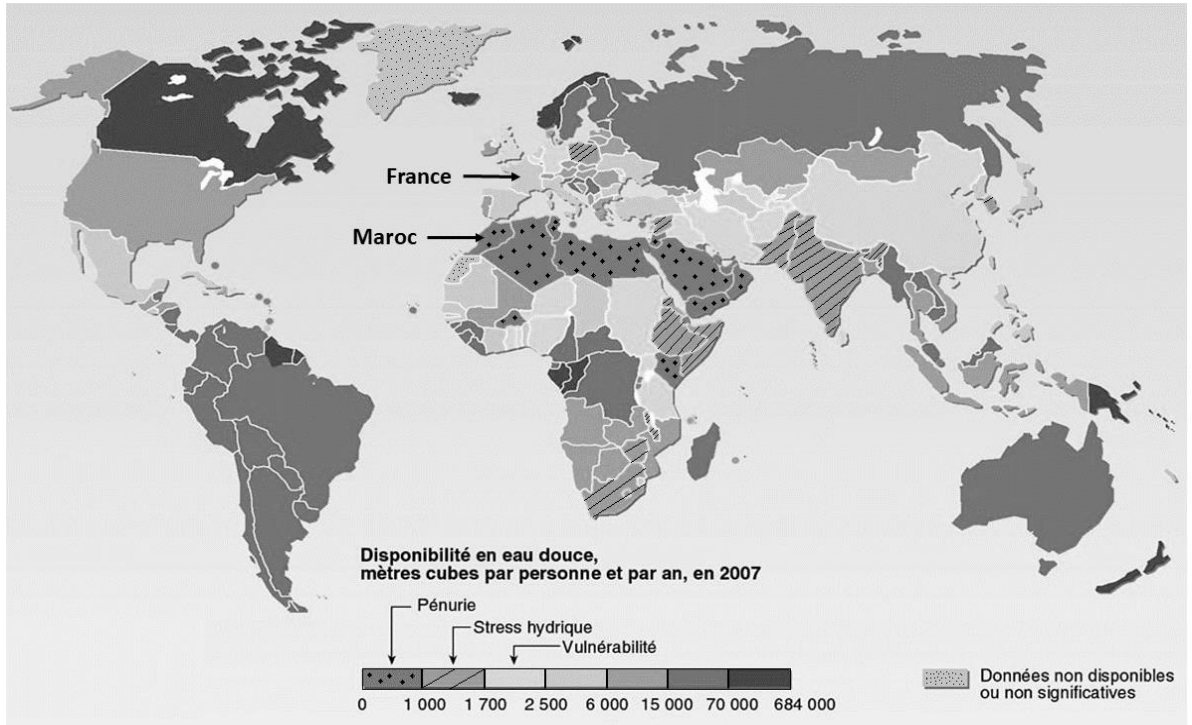 France
Maroc
Disponibilité en eau douce,
mètres cubes par personne et par an, en 2007
Pénurie
Stress hydrique
Vulnérabilité
0 1 000 1 700 2 500 6 000 15 000 70 000 684 000
Données non disponibles
ou non significatives